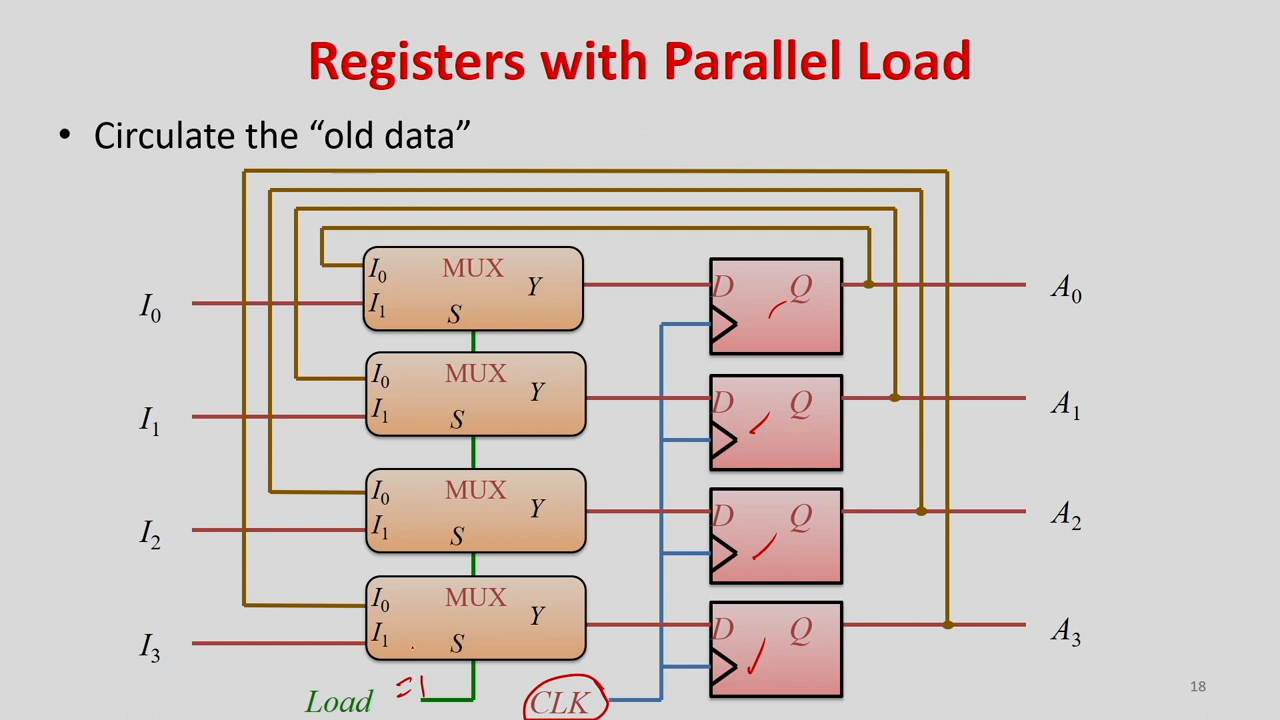 Registers with Parallel Load
• Circulate the “old data”
I0 MUX Y
I1 S
I0
D Q
A0
I0 MUX Y
I1 S
I1
D Q
A1
I0 MUX Y
I1 S
I2
D Q
A2
I0 MUX Y
I1 S
I3
D Q
A3
Load =1
CLK
18